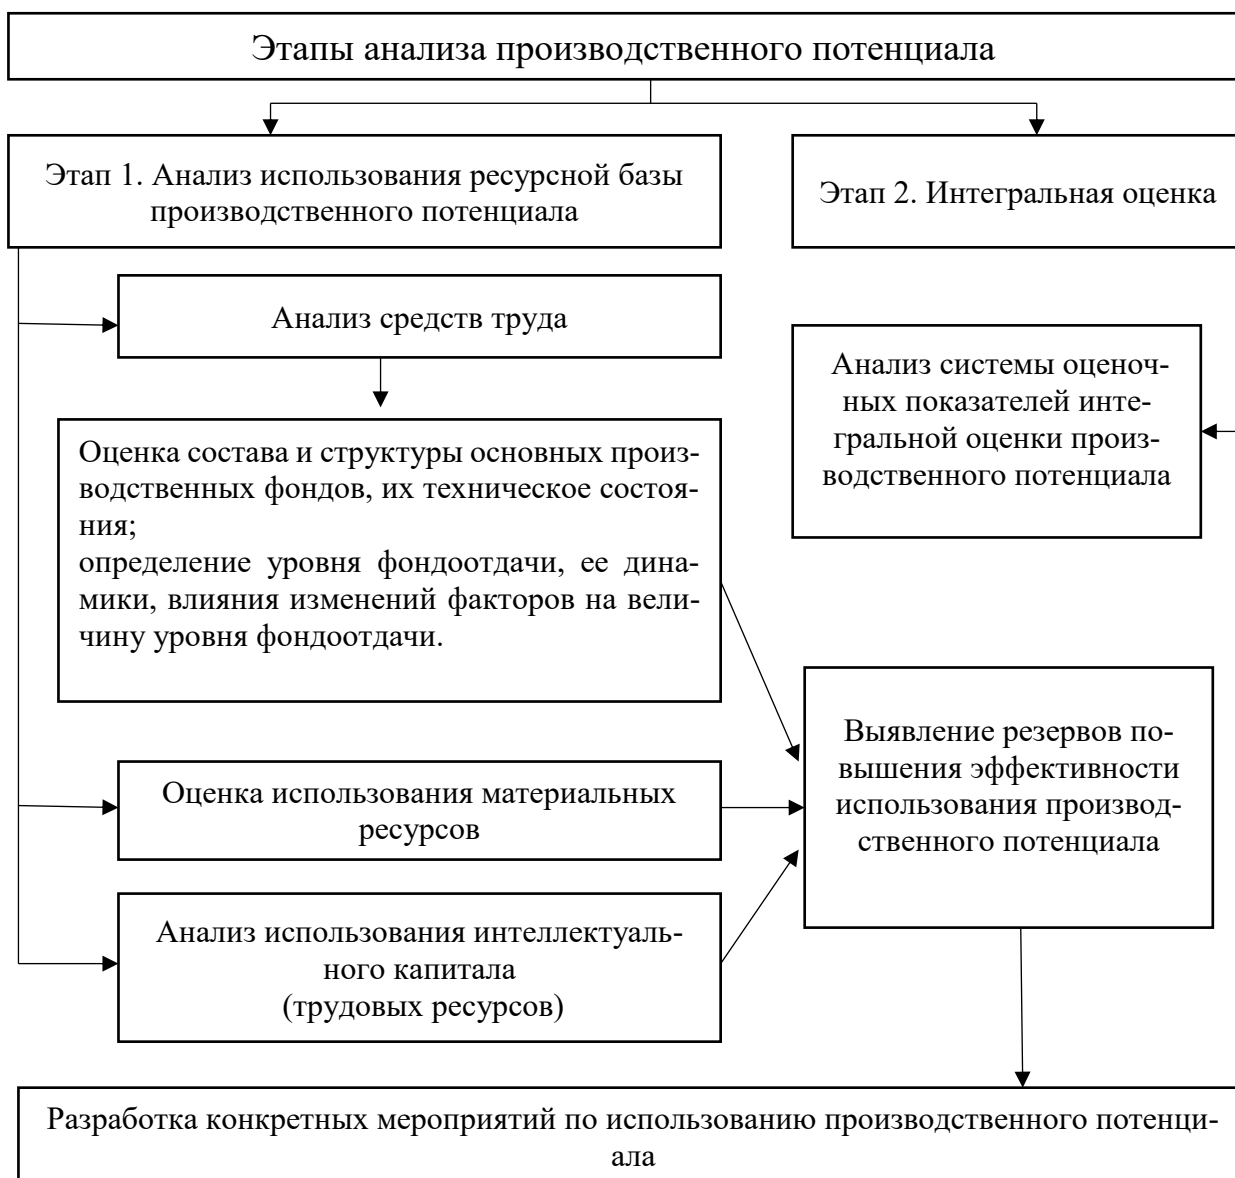 Этапы анализа производственного потенциала
Этап 1. Анализ использования ресурсной базы
производственного потенциала
Этап 2. Интегральная оценка
Анализ средств труда
Анализ системы оценоч-
ных показателей инте-
гральной оценки произ-
водственного потенциала
Оценка состава и структуры основных произ-
водственных фондов, их техническое состоя-
ния;
определение уровня фондоотдачи, ее дина-
мики, влияния изменений факторов на вели-
чину уровня фондоотдачи.
Выявление резервов по-
вышения эффективности
использования производ-
ственного потенциала
Оценка использования материальных
ресурсов
Анализ использования интеллектуаль-
ного капитала
(трудовых ресурсов)
Разработка конкретных мероприятий по использованию производственного потенци-
ала